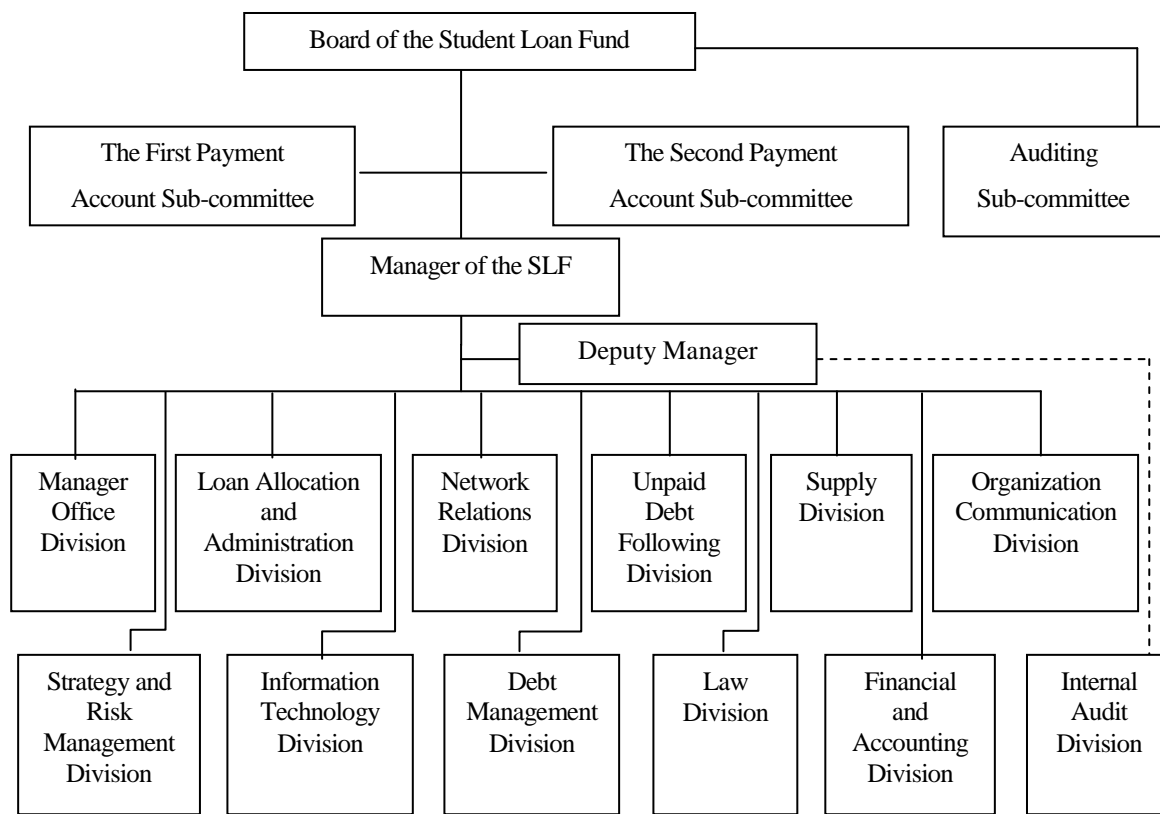 Board of the Student Loan Fund
The First Payment
Account Sub-committee
The Second Payment
Account Sub-committee
Auditing
Sub-committee
Manager of the SLF
Deputy Manager
Manager
Office
Division
Loan Allocation
and
Administration
Division
Network
Relations
Division
Unpaid
Debt
Following
Division
Supply
Division
Organization
Communication
Division
Strategy and
Risk
Management
Division
Information
Technology
Division
Debt
Management
Division
Law
Division
Financial
and
Accounting
Division
Internal
Audit
Division